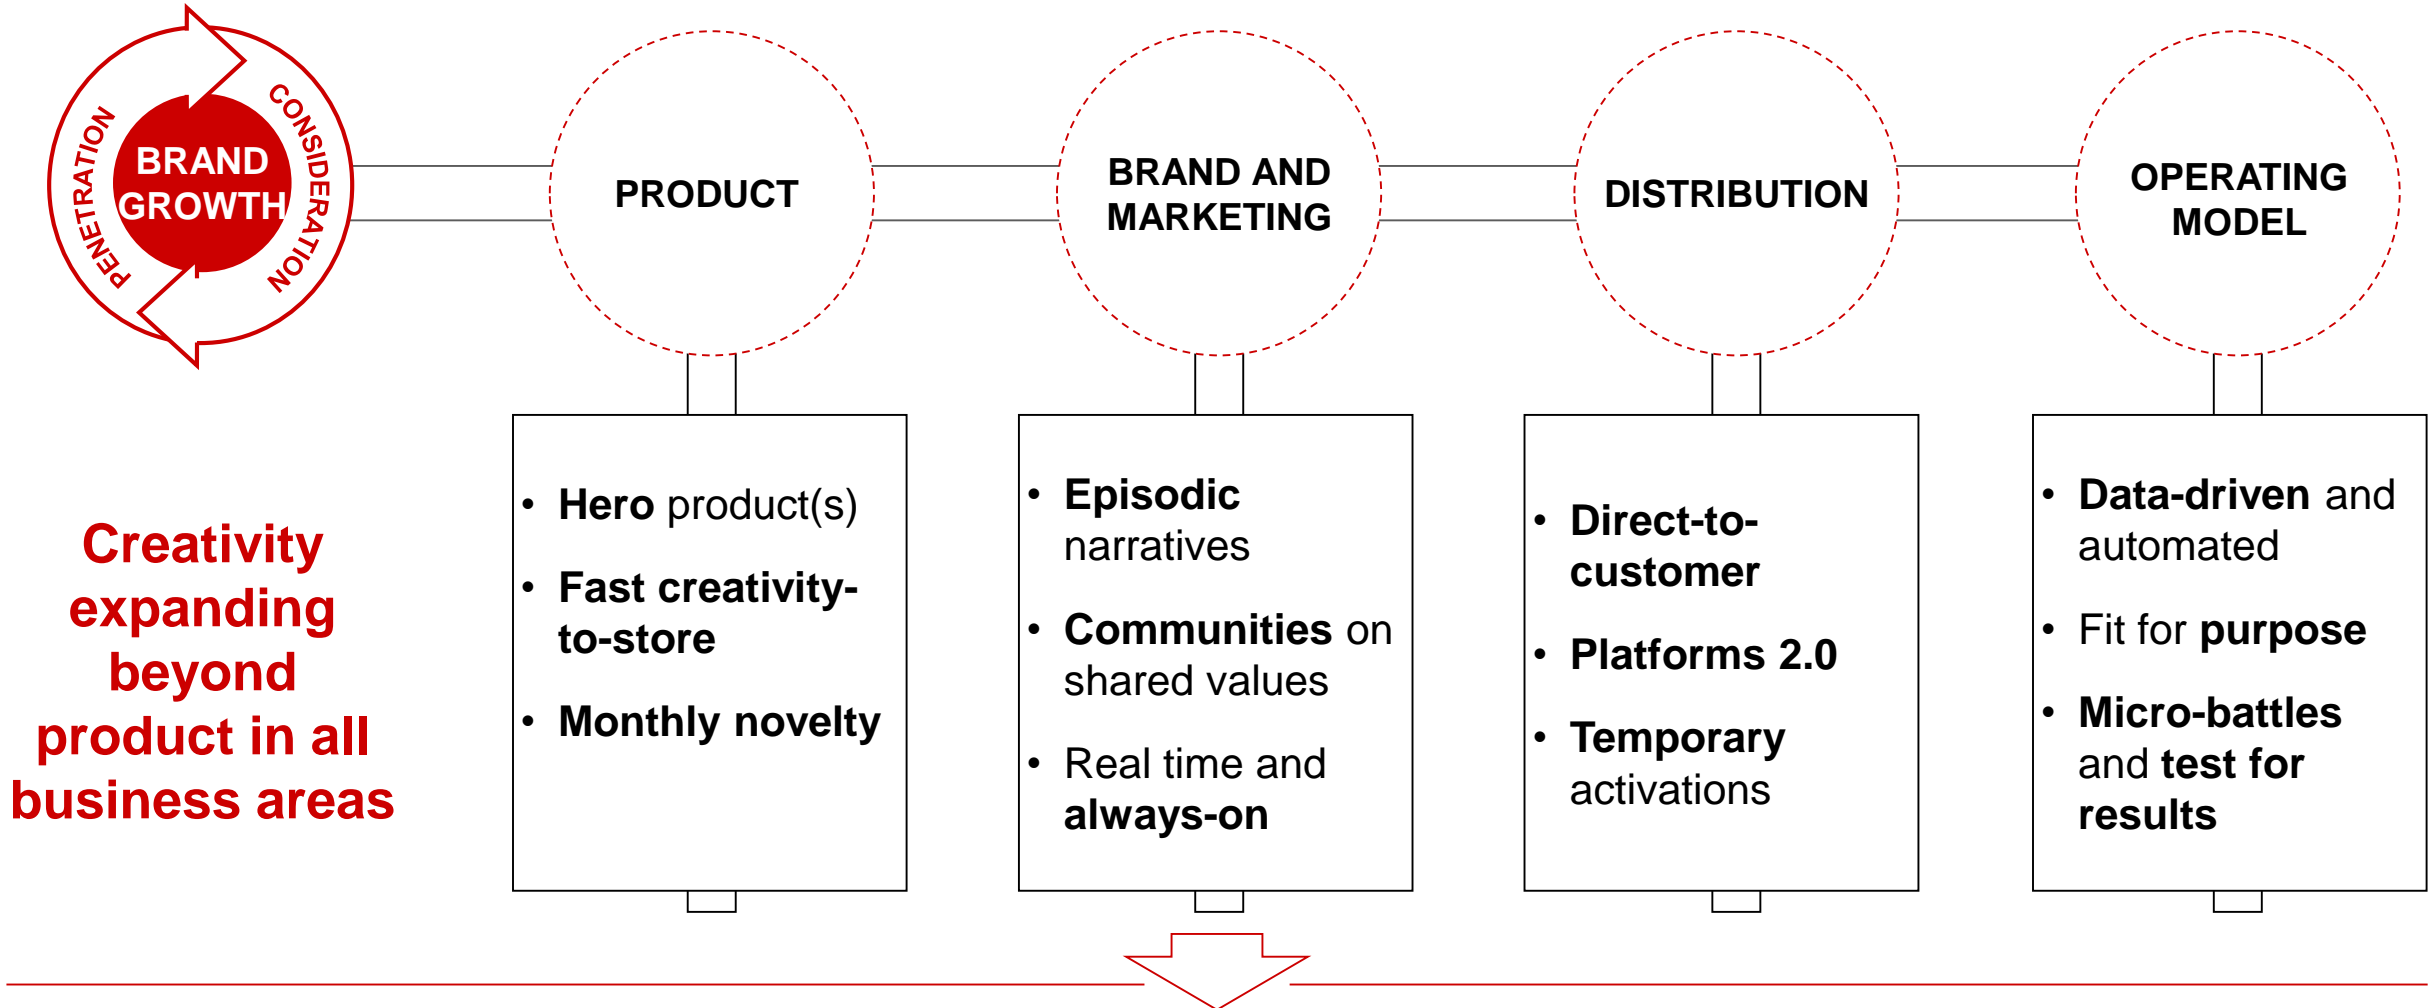 PENETRATION
CONSIDERATION
BRAND
GROWTH
PRODUCT
BRAND AND
MARKETING
DISTRIBUTION
OPERATING
MODEL
Creativity
expanding
beyond
product in all
business areas
• Hero product(s)
• Fast creativity-
to-store
• Monthly novelty
• Episodic
narratives
• Communities on
shared values
• Real time and
always-on
• Direct-to-
customer
• Platforms 2.0
• Temporary
activations
• Data-driven and
automated
• Fit for purpose
• Micro-battles
and test for
results